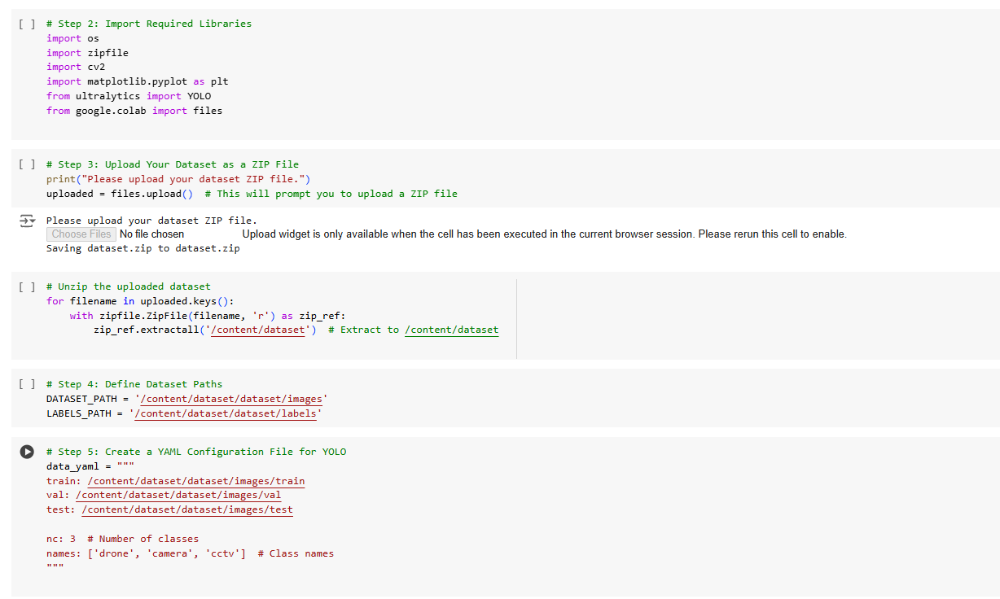 [ ] # Step 2: Import Required Libraries
import os
import zipfile
import cv2
import matplotlib.pyplot as plt
from ultralytics import YOLO
from google.colab import files
[ ] # Step 3: Upload Your Dataset as a ZIP File
print("Please upload your dataset ZIP file.")
uploaded = files.upload()  # This will prompt you to upload a ZIP file
Please upload your dataset ZIP file.
Choose Files No file chosen Upload widget is only available when the cell has been executed in the current browser session. Please rerun this cell to enable.
Saving dataset.zip to dataset.zip
[ ] # Unzip the uploaded dataset
for filename in uploaded.keys():
    with zipfile.ZipFile(filename, 'r') as zip_ref:
        zip_ref.extractall('/content/dataset')  # Extract to /content/dataset
[ ] # Step 4: Define Dataset Paths
DATASET_PATH = '/content/dataset/dataset/images'
LABELS_PATH = '/content/dataset/dataset/labels'
# Step 5: Create a YAML Configuration File for YOLO
data_yaml = """
train: /content/dataset/dataset/images/train
val: /content/dataset/dataset/images/val
test: /content/dataset/dataset/images/test
nc: 3  # Number of classes
names: ['drone', 'camera', 'cctv']  # Class names
"""